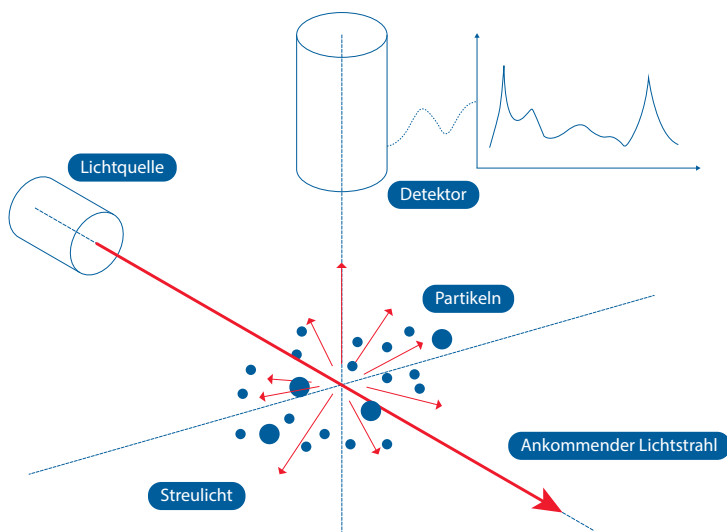 Lichtquelle
Detektor
Partikeln
Ankommender Lichtstrahl
Streulicht